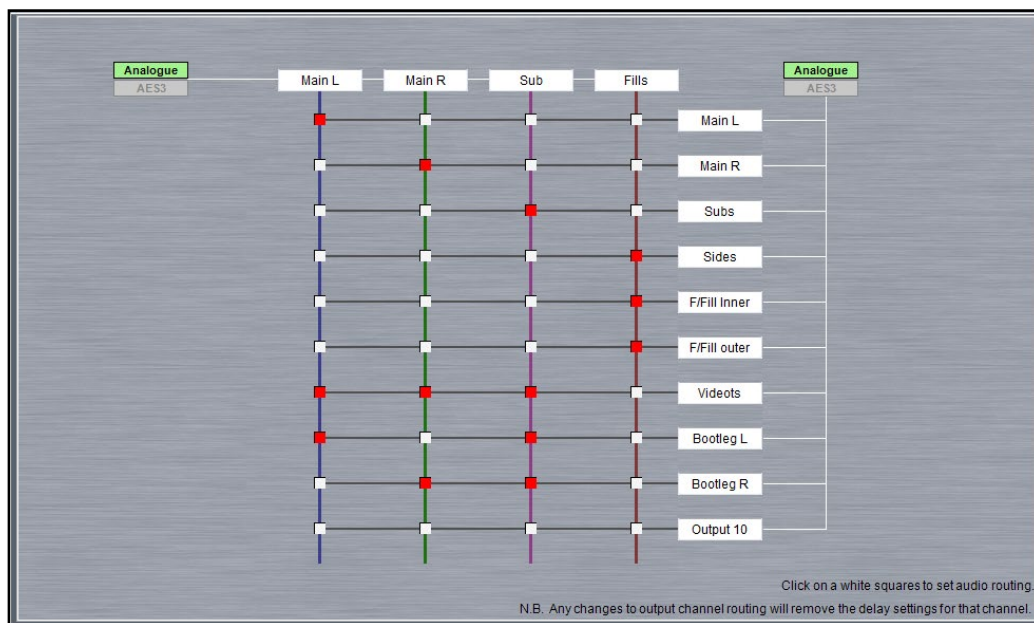 Analogue
AES3
Main L Main R Sub Fills
Analogue
AES3
Main L
Main R
Subs
Sides
F/Fill Inner
F/Fill outer
Videots
Bootleg L
Bootleg R
Output 10
Click on a white squares to set audio routing.
N.B. Any changes to output channel routing will remove the delay settings for that channel.